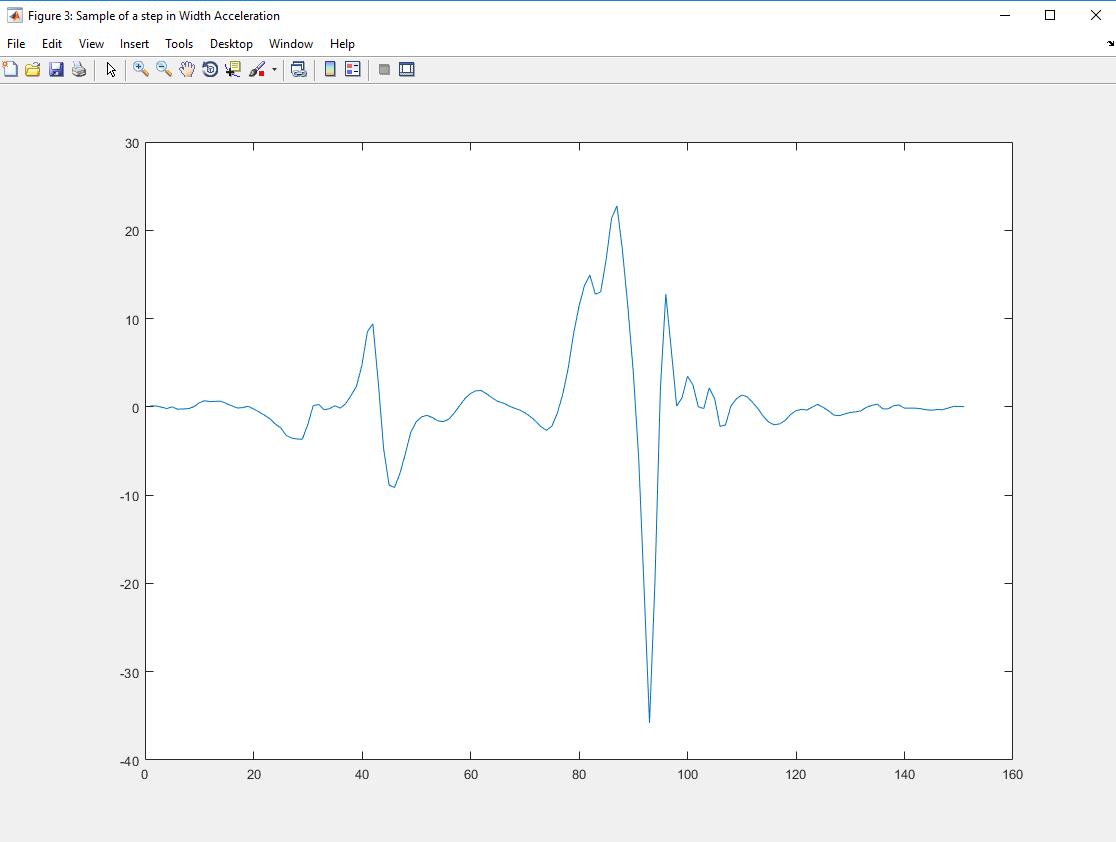 Figure 3: Sample of a step in Width Acceleration
File Edit View Insert Tools Desktop Window Help
30
20
10
0
-10
-20
-30
-40
0 20 40 60 80 100 120 140 160